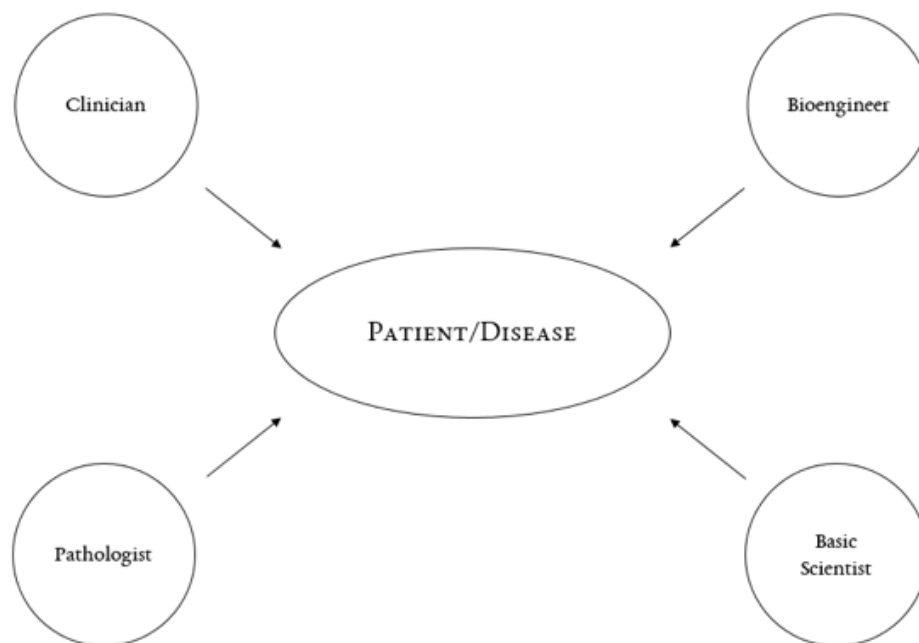 Clinician
Bioengineer
Patient/Disease
Pathologist
Basic
Scientist